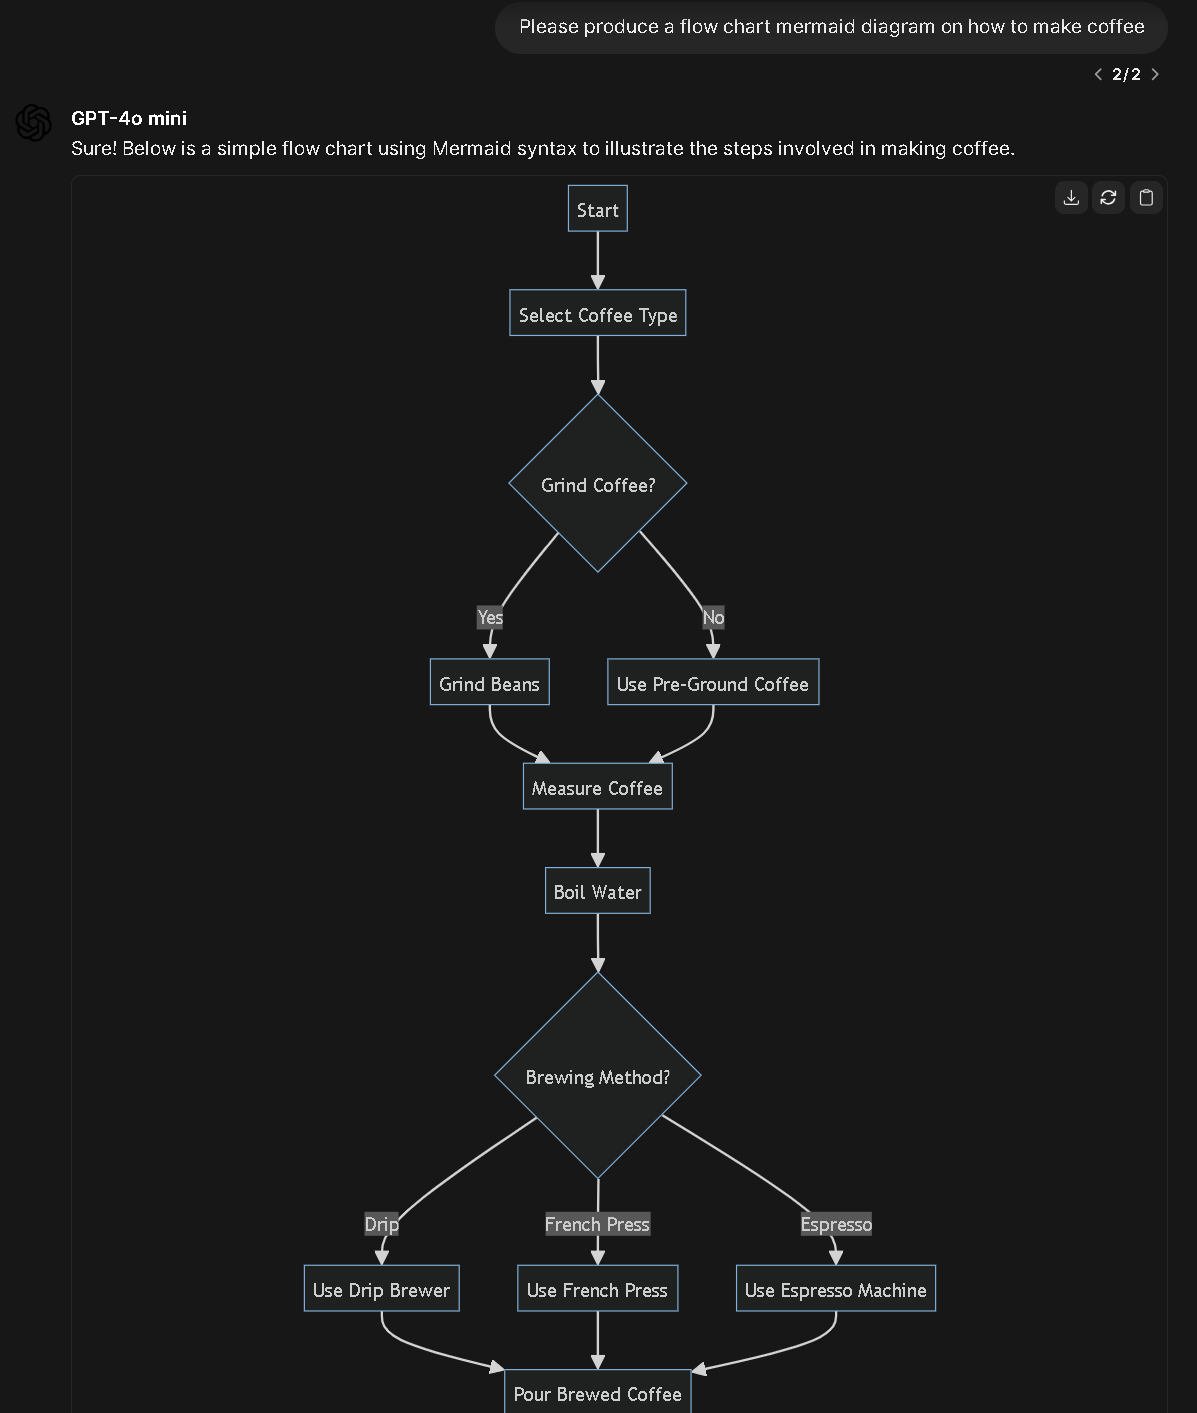 Please produce a flow chart mermaid diagram on how to make coffee
2/2
GPT-4o mini
Sure! Below is a simple flow chart using Mermaid syntax to illustrate the steps involved in making coffee.
Start
Select Coffee Type
Grind Coffee?
Yes
No
Grind Beans
Use Pre-Ground Coffee
Measure Coffee
Boil Water
Brewing Method?
Drip
French Press
Espresso
Use Drip Brewer
Use French Press
Use Espresso Machine
Pour Brewed Coffee